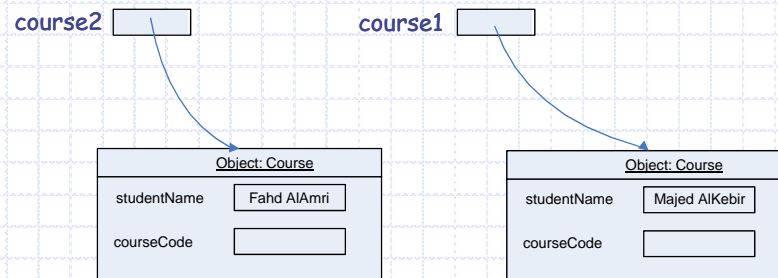 course2
course1
Object: Course
studentName Fahd AlAmri
courseCode
Object: Course
studentName Majed AlKebir
courseCode